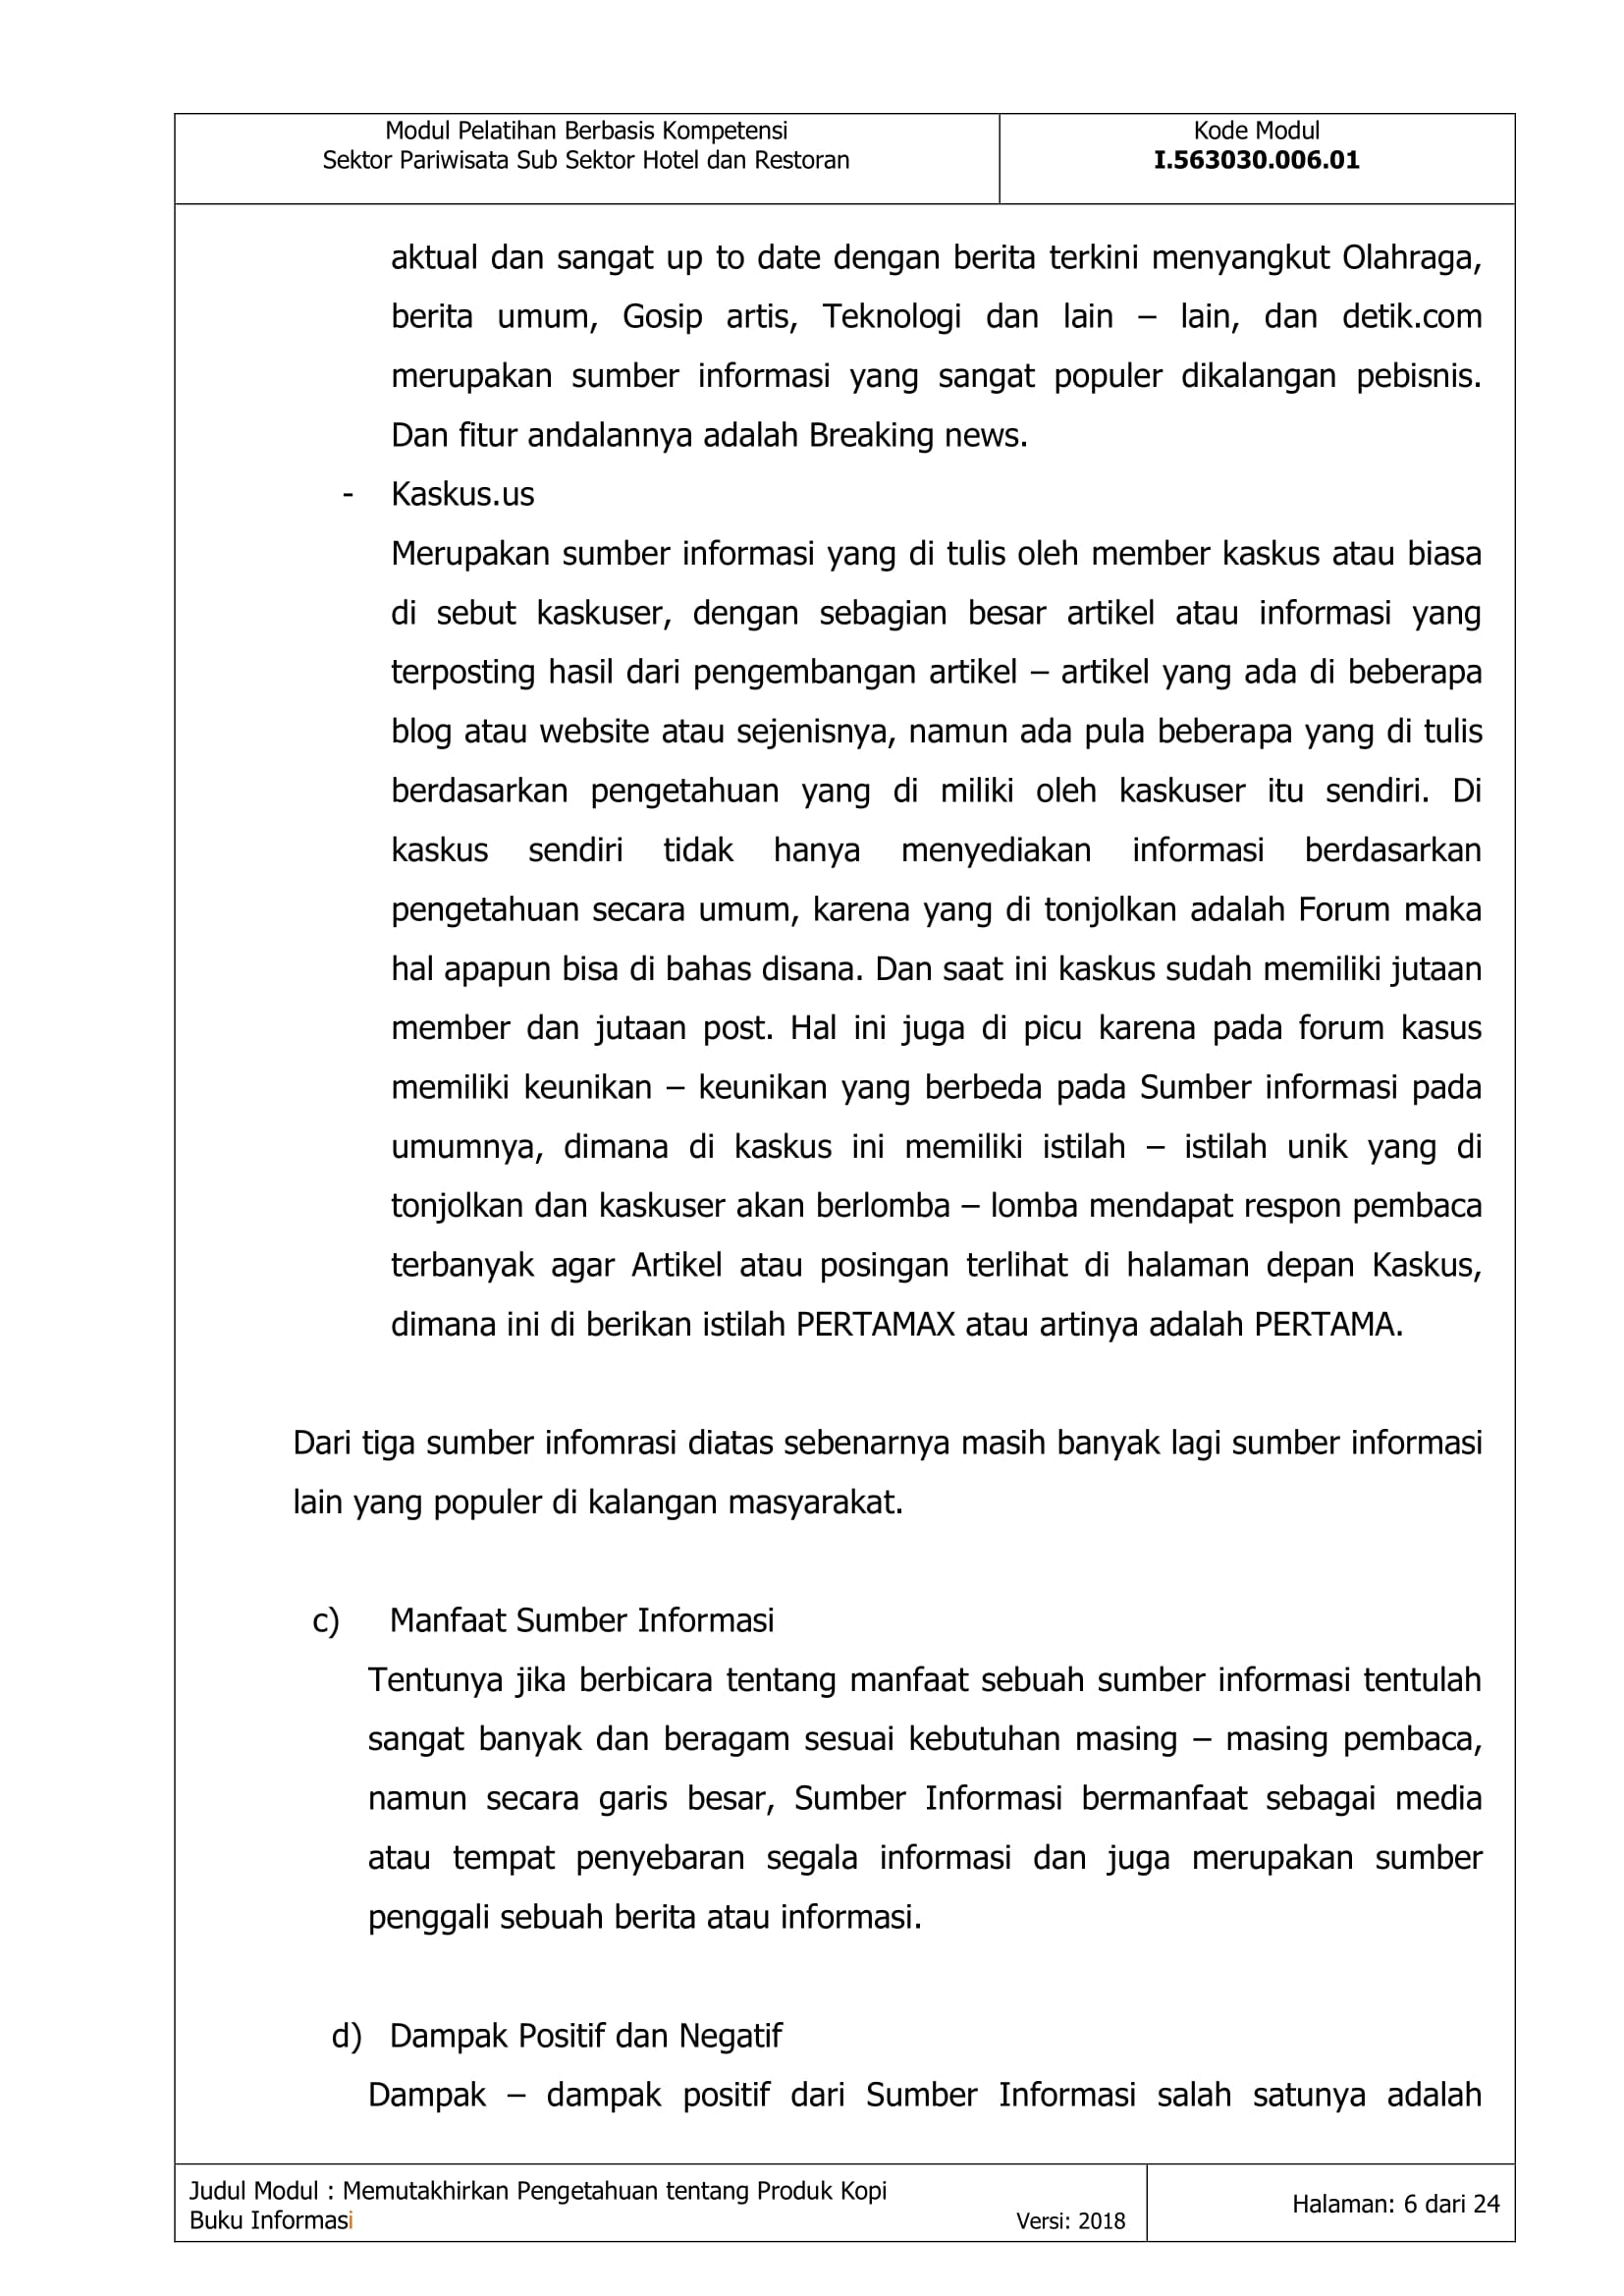 Modul Pelatihan Berbasis Kompetensi
Sektor Pariwisata Sub Sektor Hotel dan Restoran
Kode Modul
I.563030.006.01
aktual dan sangat up to date dengan berita terkini menyangkut Olahraga,
berita umum, Gosip artis, Teknologi dan lain – lain, dan detik.com
merupakan sumber informasi yang sangat populer dikalangan pebisnis.
Dan fitur andalannya adalah Breaking news.
- Kaskus.us
Merupakan sumber informasi yang di tulis oleh member kaskus atau biasa
di sebut kaskuser, dengan sebagian besar artikel atau informasi yang
terposting hasil dari pengembangan artikel – artikel yang ada di beberapa
blog atau website atau sejenisnya, namun ada pula beberapa yang di tulis
berdasarkan pengetahuan yang di miliki oleh kaskuser itu sendiri. Di
kaskus sendiri tidak hanya menyediakan informasi berdasarkan
pengetahuan secara umum, karena yang di tonjolkan adalah Forum maka
hal apapun bisa di bahas disana. Dan saat ini kaskus sudah memiliki jutaan
member dan jutaan post. Hal ini juga di picu karena pada forum kasus
memiliki keunikan – keunikan yang berbeda pada Sumber informasi pada
umumnya, dimana di kaskus ini memiliki istilah – istilah unik yang di
tonjolkan dan kaskuser akan berlomba – lomba mendapat respon pembaca
terbanyak agar Artikel atau posingan terlihat di halaman depan Kaskus,
dimana ini di berikan istilah PERTAMAX atau artinya adalah PERTAMA.
Dari tiga sumber infomrasi diatas sebenarnya masih banyak lagi sumber informasi
lain yang populer di kalangan masyarakat.
c) Manfaat Sumber Informasi
Tentunya jika berbicara tentang manfaat sebuah sumber informasi tentulah
sangat banyak dan beragam sesuai kebutuhan masing – masing pembaca,
namun secara garis besar, Sumber Informasi bermanfaat sebagai media
atau tempat penyebaran segala informasi dan juga merupakan sumber
penggali sebuah berita atau informasi.
d) Dampak Positif dan Negatif
Dampak – dampak positif dari Sumber Informasi salah satunya adalah
Judul Modul : Memutakhirkan Pengetahuan tentang Produk Kopi
Buku Informasi
Versi: 2018
Halaman: 6 dari 24